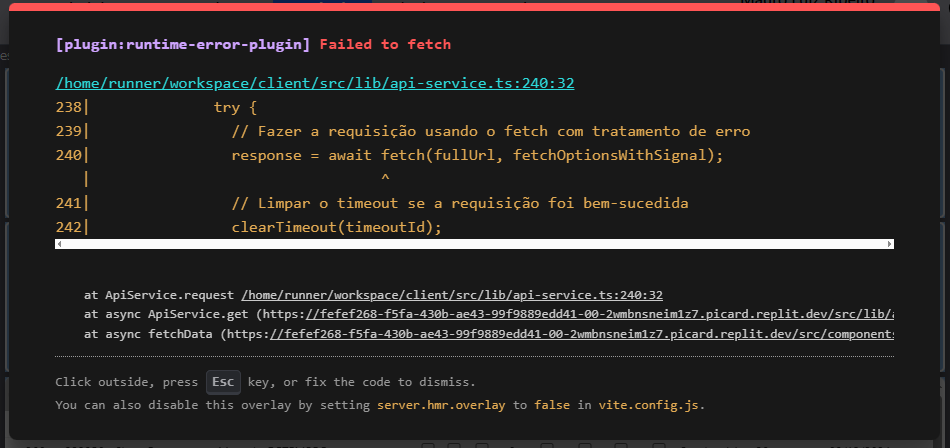 [plugin:runtime-error-plugin] Failed to fetch
/home/runner/workspace/client/src/lib/api-service.ts:240:32
238| try {
239| // Fazer a requisição usando o fetch com tratamento de erro
240| response = await fetch(fullUrl, fetchOptionsWithSignal);
| ^
241| // Limpar o timeout se a requisição foi bem-sucedida
242| clearTimeout(timeoutId);
at ApiService.request /home/runner/workspace/client/src/lib/api-service.ts:240:32
at async ApiService.get (https://fefef268-f5fa-430b-ae43-99f9889edd41-00-2wmbnsneim1z7.picard.replit.dev/src/lib/a
at async fetchData (https://fefef268-f5fa-430b-ae43-99f9889edd41-00-2wmbnsneim1z7.picard.replit.dev/src/components
Click outside, press Esc key, or fix the code to dismiss.
You can also disable this overlay by setting server.hmr.overlay to false in vite.config.js.